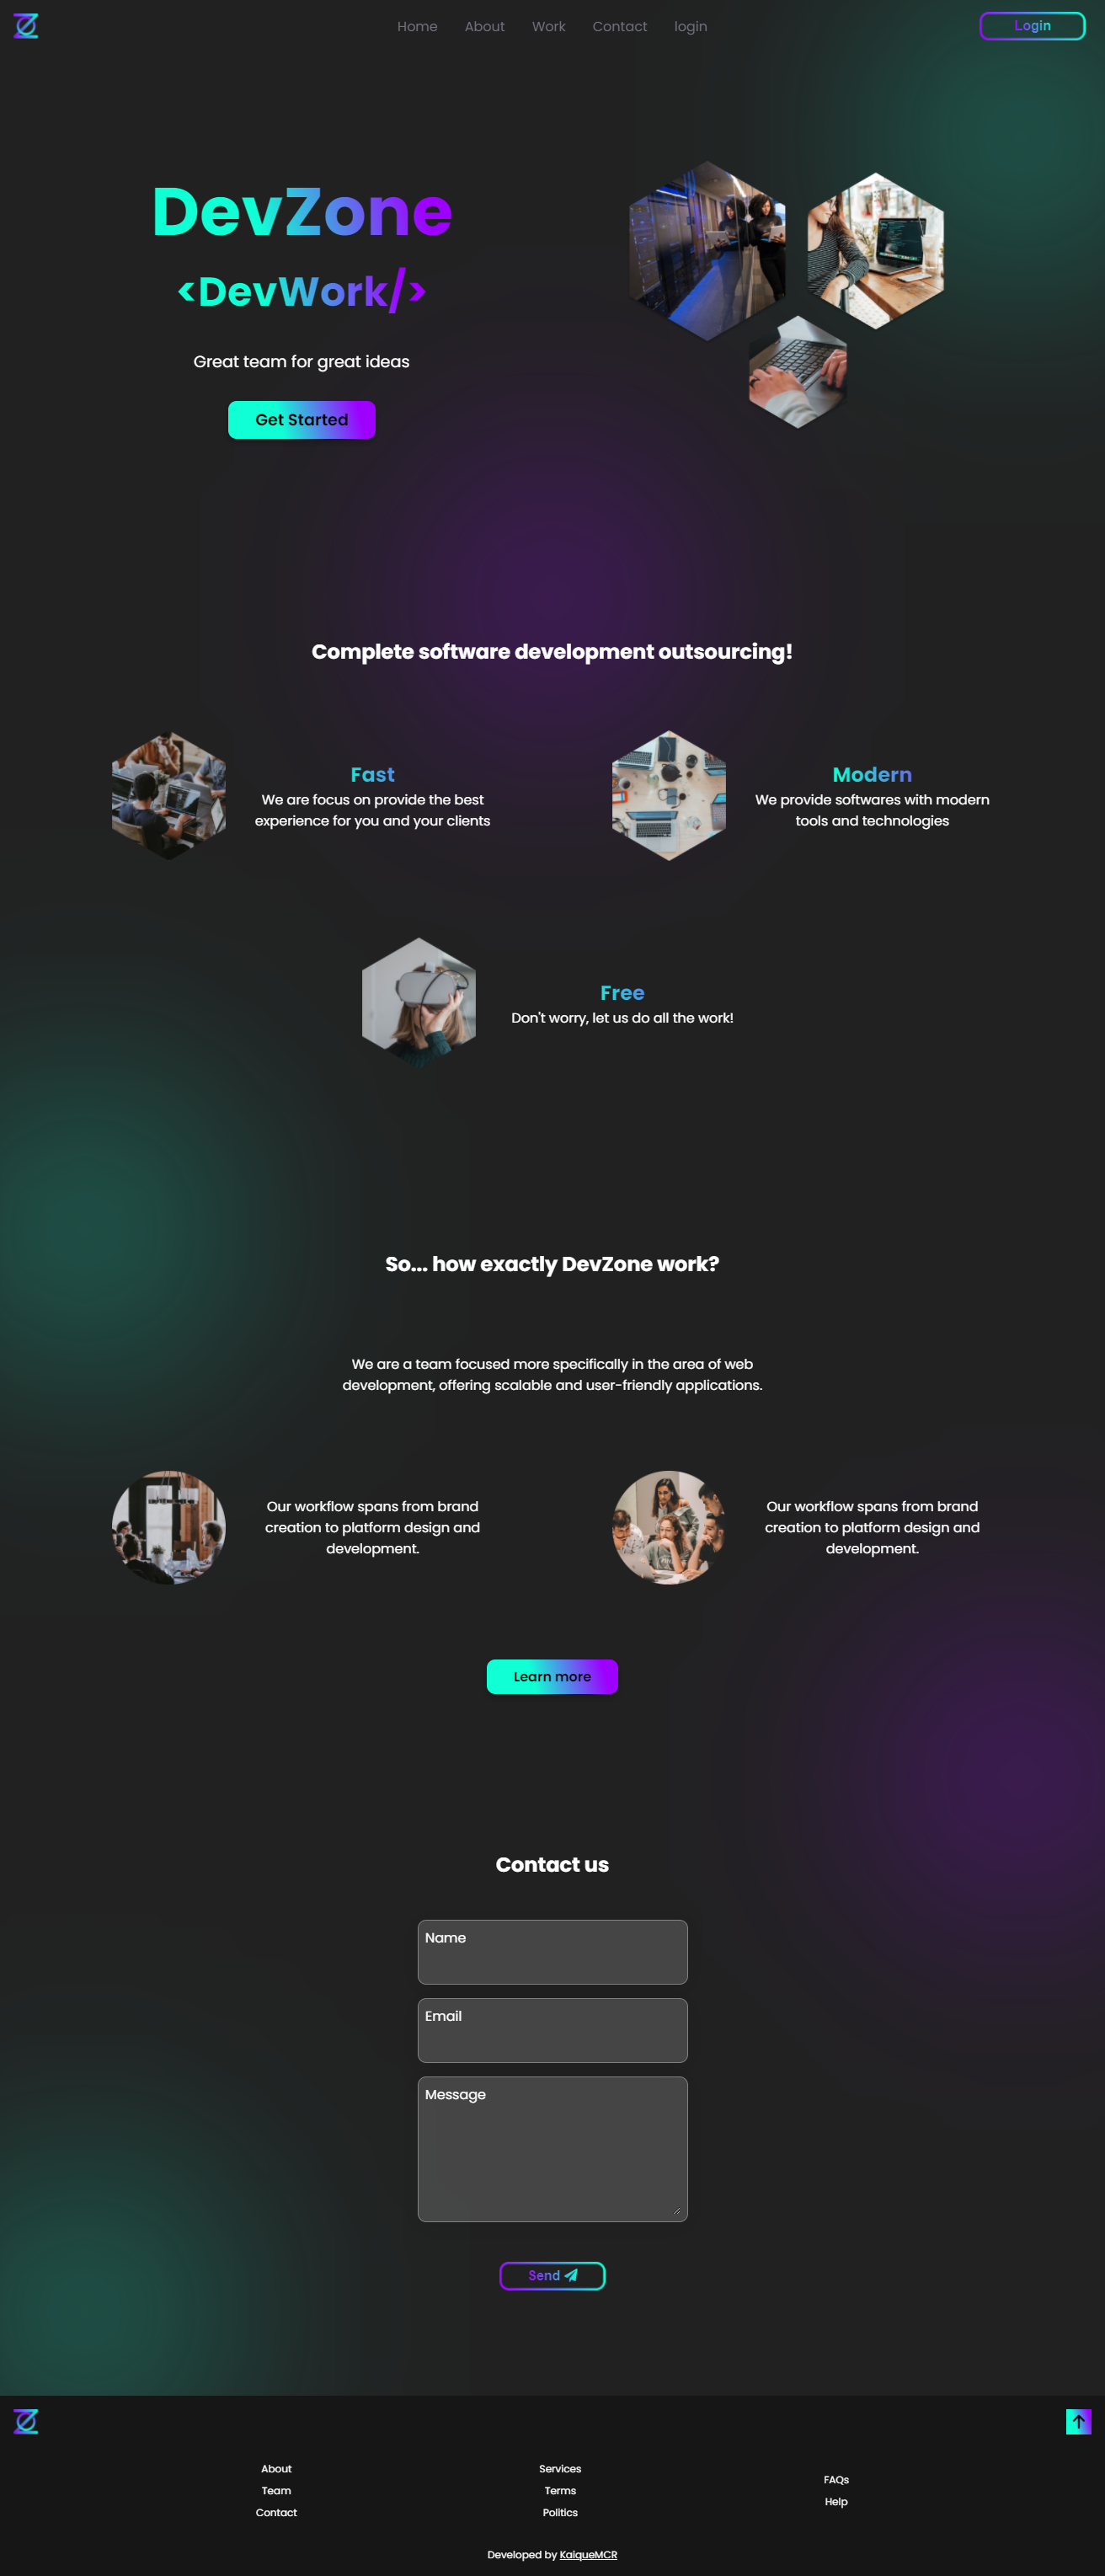 Home About Work Contact login
Login
DevZone
<DevWork/>
Great team for great ideas
Get Started
Complete software development outsourcing!
Fast
We are focus on provide the best
experience for you and your clients
Modern
We provide softwares with modern
tools and technologies
Free
Don't worry, let us do all the work!
So... how exactly DevZone work?
We are a team focused more specifically in the area of web
development, offering scalable and user-friendly applications.
Our workflow spans from brand
creation to platform design and
development.
Our workflow spans from brand
creation to platform design and
development.
Learn more
Contact us
Name
Email
Message
Send
About
Team
Contact
Services
Terms
Politics
FAQs
Help
Developed by KaiqueMCR